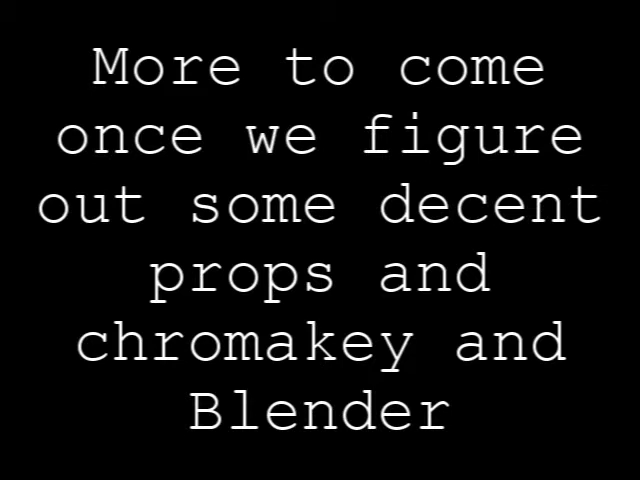 More to come
once we figure
out some decent
props and
chromakey and
Blender